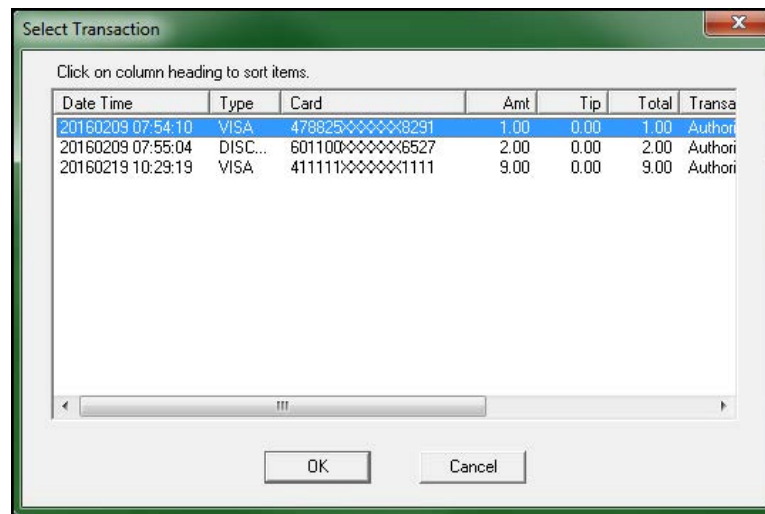 Select Transaction
Click on column heading to sort items.
Date Time Type Card Amt Tip Total Transa
20160209 07:54:10 VISA 478825XXXXXX8291 1.00 0.00 1.00 Authori
20160209 07:55:04 DISC... 601100XXXXXX6527 2.00 0.00 2.00 Authori
20160219 10:29:19 VISA 411111XXXXXX1111 9.00 0.00 9.00 Authori
OK Cancel